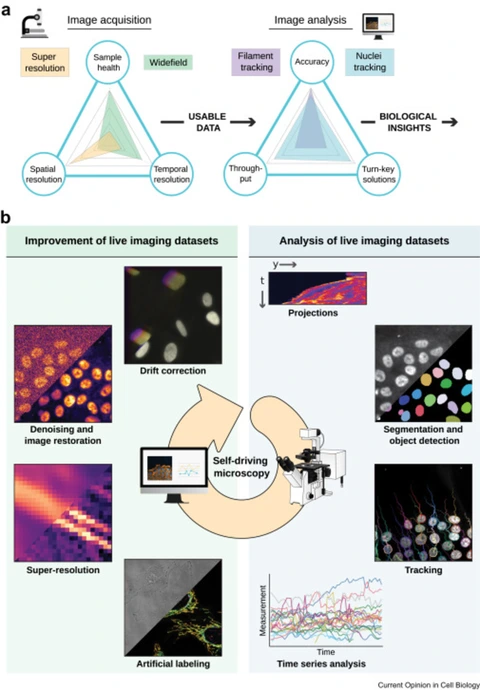 a
Image acquisition
Image analysis
Super
resolution
Sample
health
Widefield
Filament
tracking
Accuracy
Nuclei
tracking
USABLE
DATA
BIOLOGICAL
INSIGHTS
Spatial
resolution
Temporal
resolution
Through-
put
Turn-key
solutions
b
Improvement of live imaging datasets
Analysis of live imaging datasets
y
t
Projections
Drift correction
Denoising and
image restoration
Segmentation and
object detection
Self-driving
microscopy
Super-resolution
Tracking
Artificial labeling
Measurement
Time
Time series analysis
Current Opinion in Cell Biology